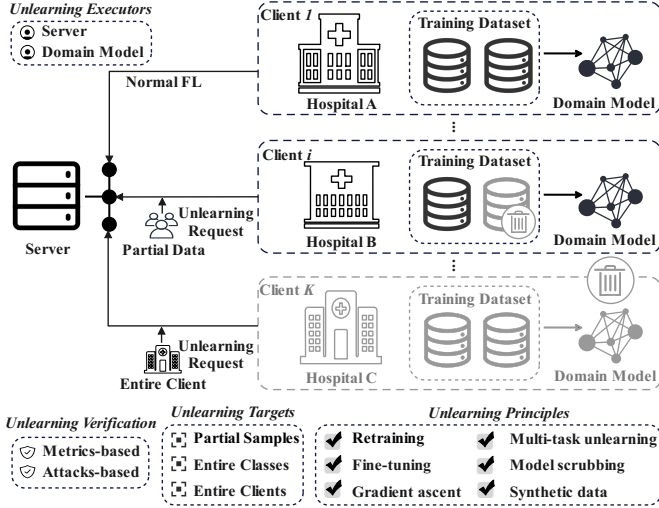 Unlearning Executors
Server
Domain Model
Normal FL
Client 1
Hospital A
Training Dataset
Domain Model
...
Server
Unlearning
Request
Partial Data
Client i
Hospital B
Training Dataset
Domain Model
...
Unlearning
Request
Entire Client
Client K
Hospital C
Training Dataset
Domain Model
Unlearning Verification
Metrics-based
Attacks-based
Unlearning Targets
Partial Samples
Entire Classes
Entire Clients
Unlearning Principles
Retraining
Fine-tuning
Gradient ascent
Multi-task unlearning
Model scrubbing
Synthetic data